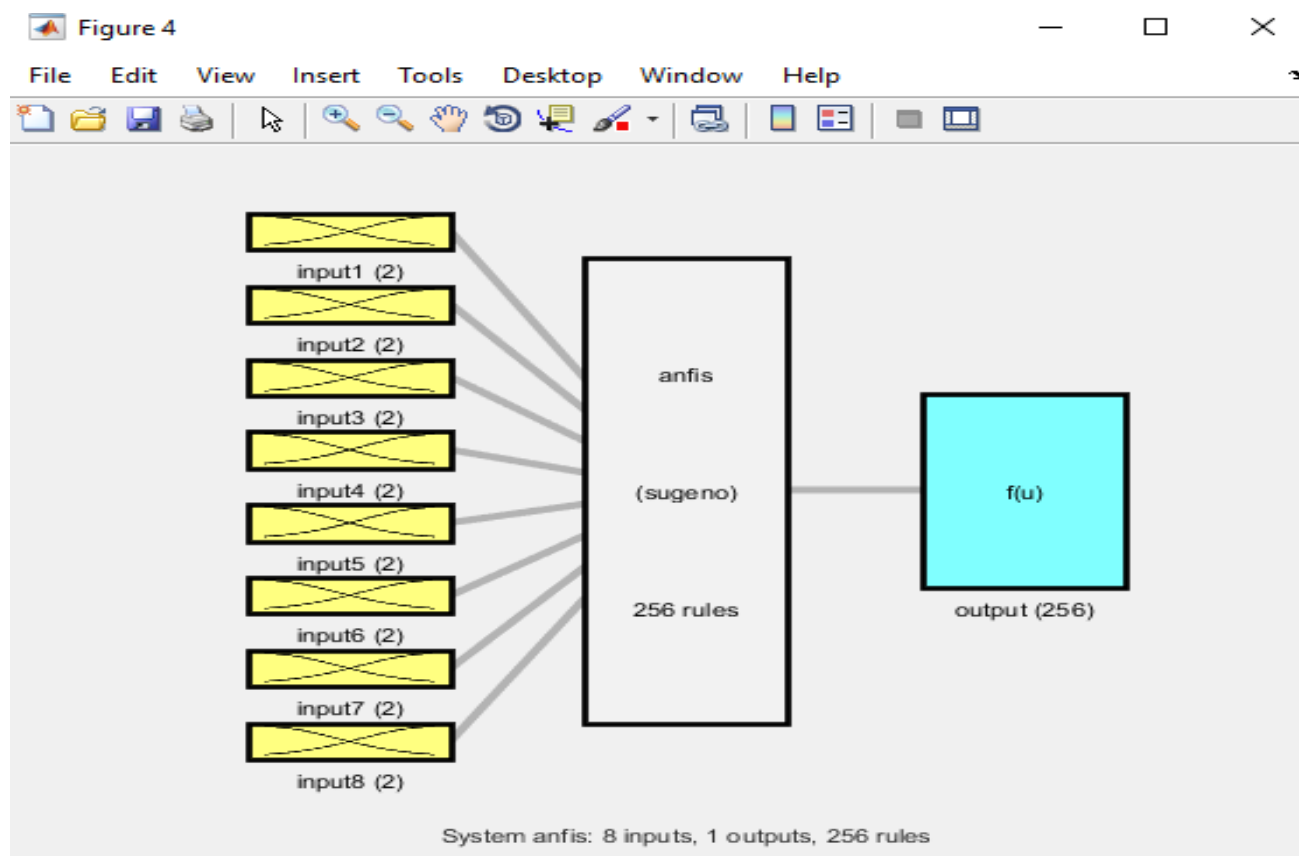 Figure 4
File Edit View Insert Tools Desktop Window Help
input1 (2)
input2 (2)
input3 (2)
input4 (2)
input5 (2)
input6 (2)
input7 (2)
input8 (2)
anfis
(sugeno)
256 rules
f(u)
output (256)
System anfis: 8 inputs, 1 outputs, 256 rules